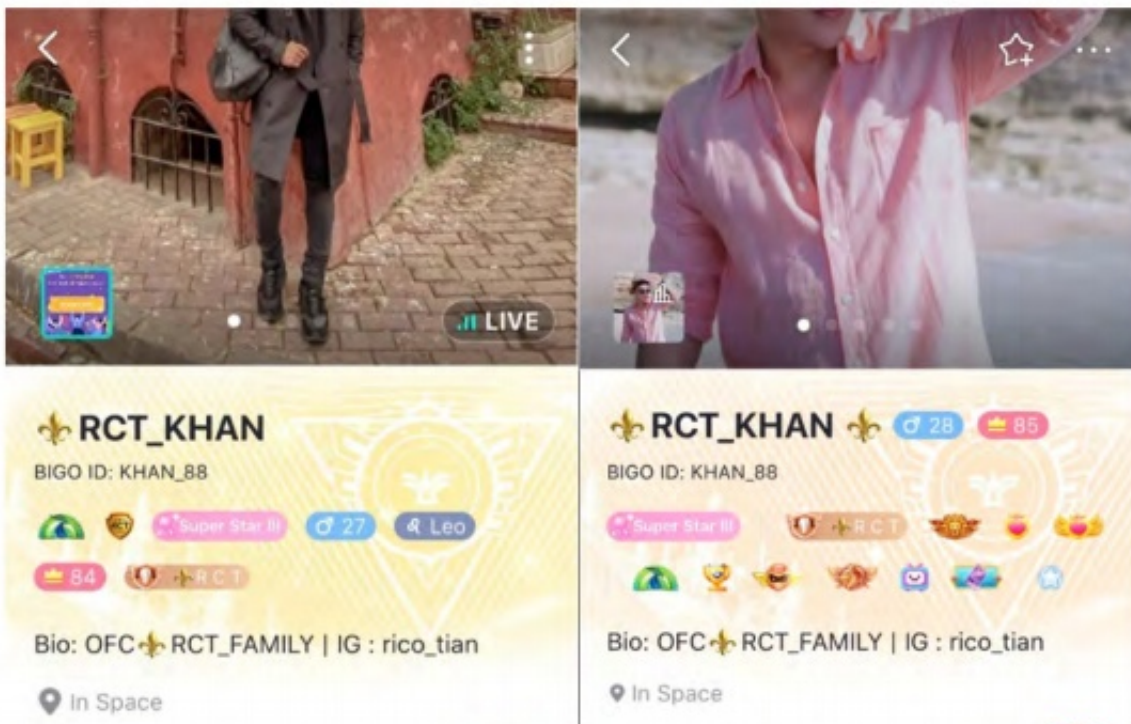 LIVE
RCT_KHAN
BIGO ID: KHAN_88
Super Star III 27 Leo
84 RCT
Bio: OFC RCT_FAMILY | IG : rico_tian
In Space
RCT_KHAN 28 85
BIGO ID: KHAN_88
Super Star III RCT
Bio: OFC RCT_FAMILY | IG : rico_tian
In Space